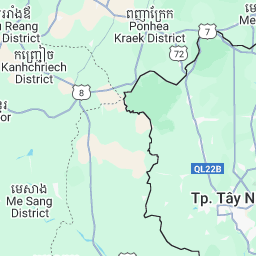 ពញាក្រែក
Ponhea
Kraek District
Reang
District
កញ្ជ្រៀច
Kanhchriech
District
7
72
8
QL22B
Tp. Tây N
មេសាង
Me Sang
District
or